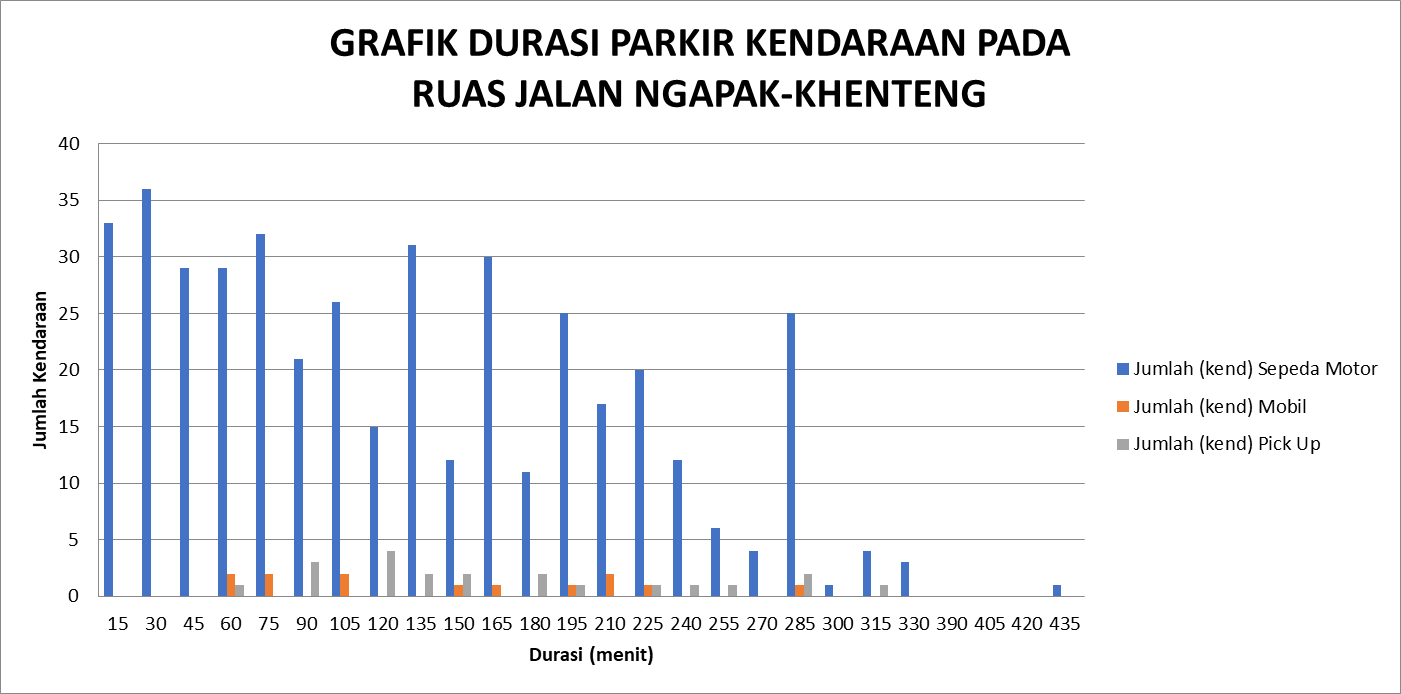 GRAFIK DURASI PARKIR KENDARAAN PADA
RUAS JALAN NGAPAK-KHENTENG
40
35
30
25
20
15
10
5
0
Jumlah Kendaraan
15 30 45 60 75 90 105 120 135 150 165 180 195 210 225 240 255 270 285 300 315 330 390 405 420 435
Durasi (menit)
Jumlah (kend) Sepeda Motor
Jumlah (kend) Mobil
Jumlah (kend) Pick Up